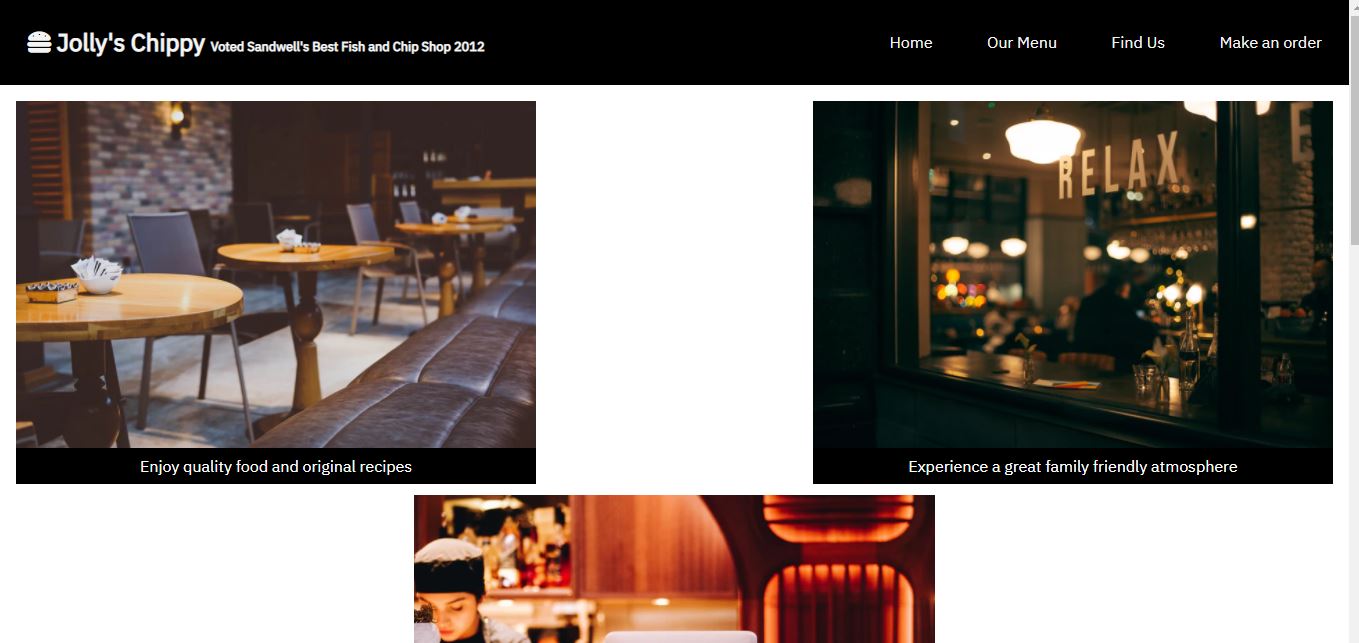 Jolly's Chippy Voted Sandwell's Best Fish and Chip Shop 2012
Home Our Menu Find Us Make an order
RELAX
E
Enjoy quality food and original recipes
Experience a great family friendly atmosphere